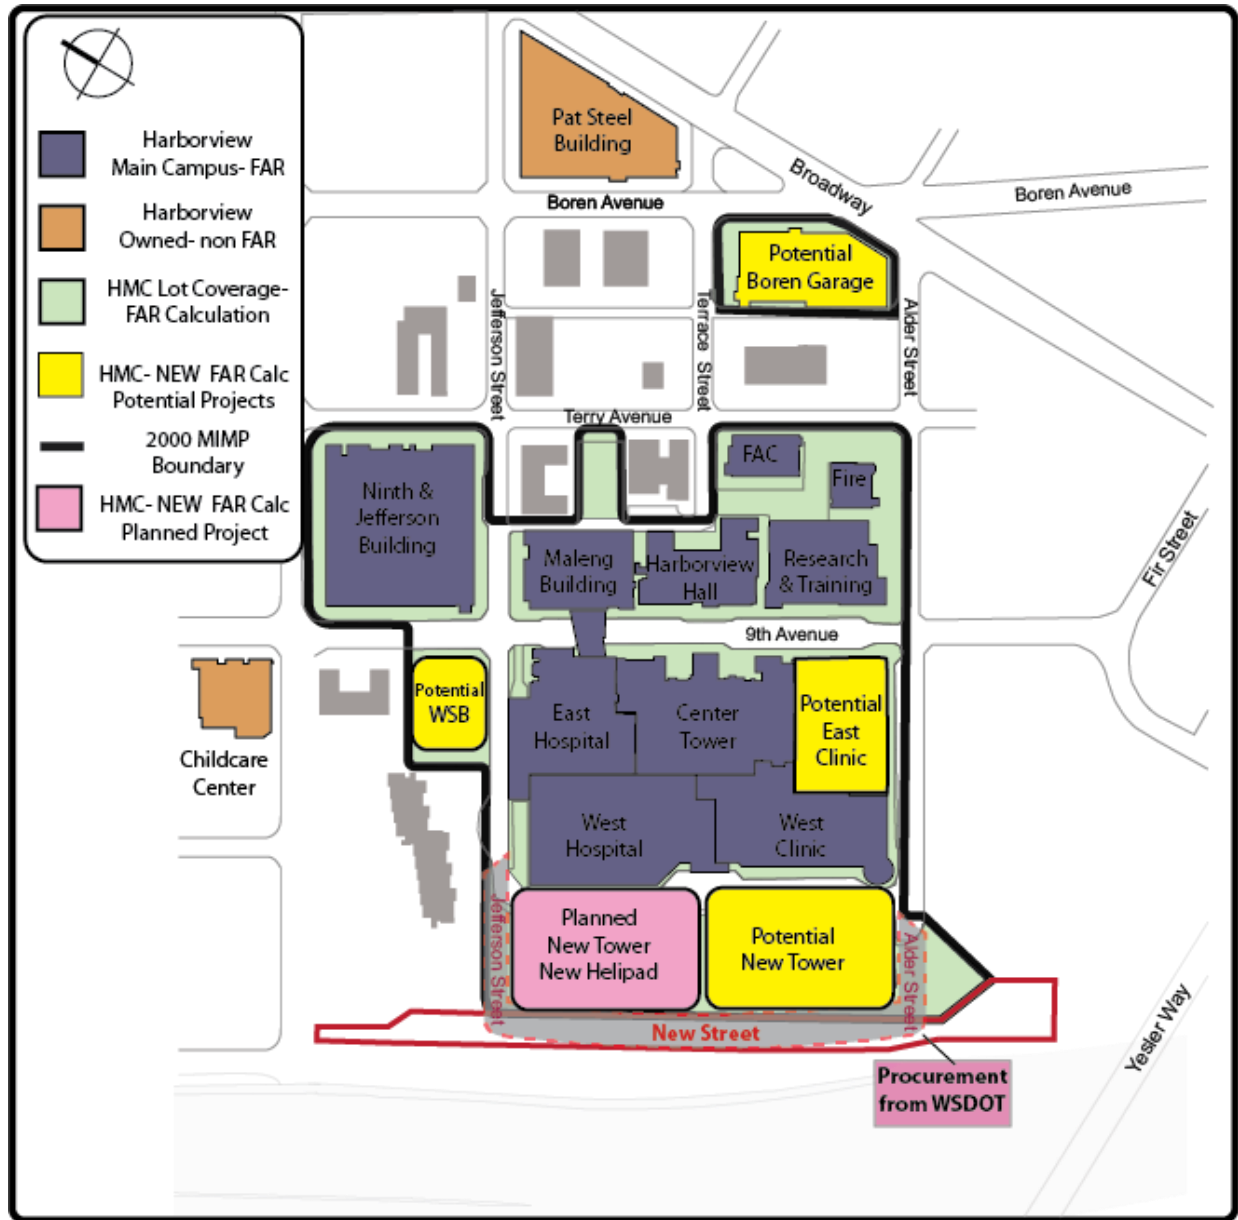 Harborview
Main Campus- FAR
Harborview
Owned- non FAR
HMC Lot Coverage-
FAR Calculation
HMC- NEW  FAR Calc
Potential Projects
2000 MIMP
Boundary
HMC- NEW  FAR Calc
Planned Project
Pat Steel
Building
Broadway
Boren Avenue
Boren Avenue
Potential
Boren Garage
Jefferson Street
Terrace Street
Alder Street
Terry Avenue
FAC
Fire
Ninth &
Jefferson
Building
Maleng
Building
Harborview
Hall
Research
& Training
Fir Street
9th Avenue
Potential
WSB
East
Hospital
Center
Tower
Potential
East
Clinic
Childcare
Center
West
Hospital
West
Clinic
Jefferson Street
Planned
New Tower
New Helipad
Potential
New Tower
Alder Street
New Street
Yesler Way
Procurement
from WSDOT